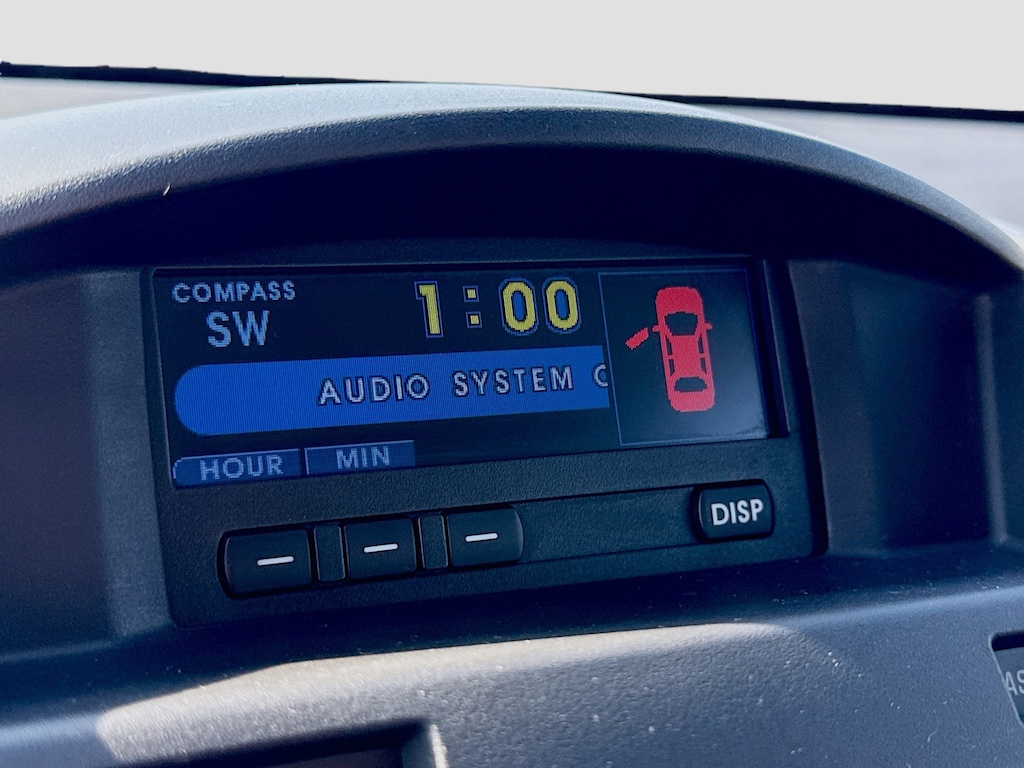 COMPASS
SW
1:00
AUDIO SYSTEM
HOUR MIN
DISP